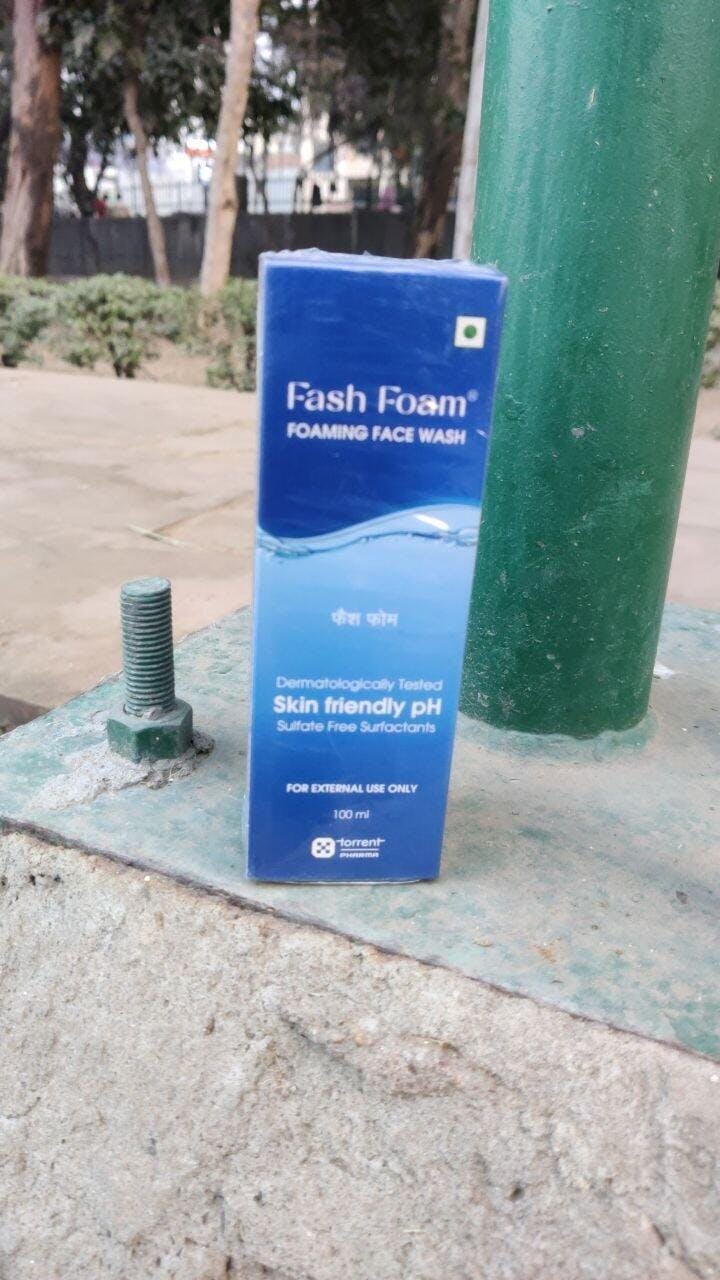 Fash Foam®
FOAMING FACE WASH
फैश फोम
Dermatologically Tested
Skin friendly pH
Sulfate Free Surfactants
FOR EXTERNAL USE ONLY
100 ml
torrent
PHARMA